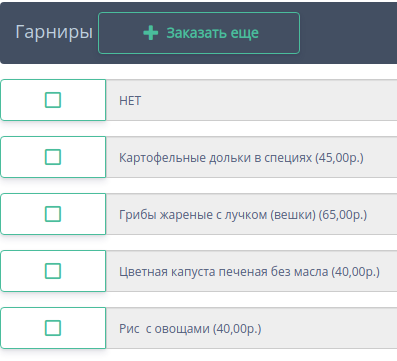 Гарниры
Заказать еще
НЕТ
Картофельные дольки в специях (45,00р.)
Грибы жареные с лучком (вешки) (65,00р.)
Цветная капуста печеная без масла (40,00р.)
Рис с овощами (40,00р.)